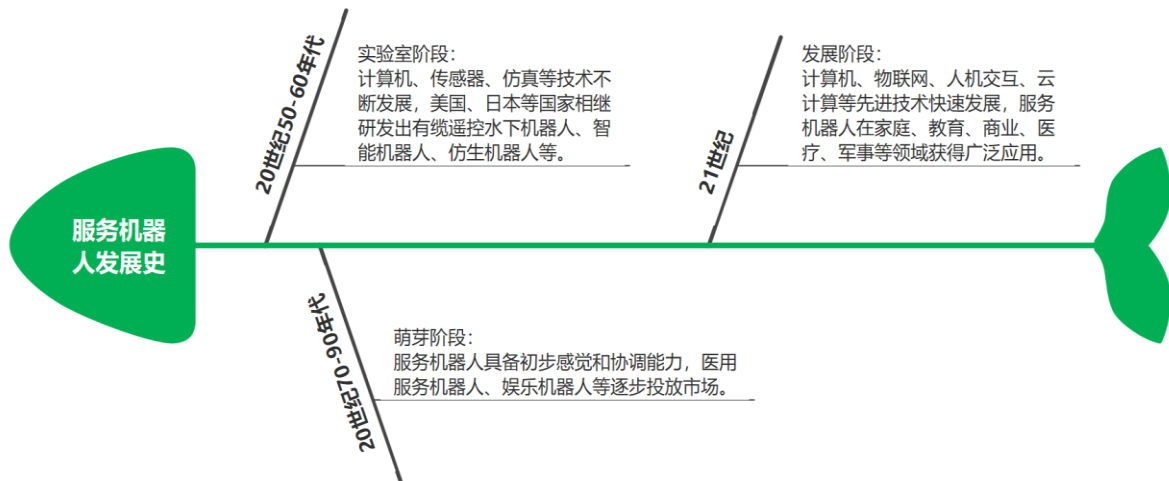 服务机器
人发展史
20世纪50-60年代
实验室阶段：
计算机、传感器、仿真等技术不
断发展，美国、日本等国家相继
研发出有缆遥控水下机器人、智
能机器人、仿生机器人等。
20世纪70-90年代
萌芽阶段：
服务机器人具备初步感觉和协调能力，医用
服务机器人、娱乐机器人等逐步投放市场。
21世纪
发展阶段：
计算机、物联网、人机交互、云
计算等先进技术快速发展，服务
机器人在家庭、教育、商业、医
疗、军事等领域获得广泛应用。